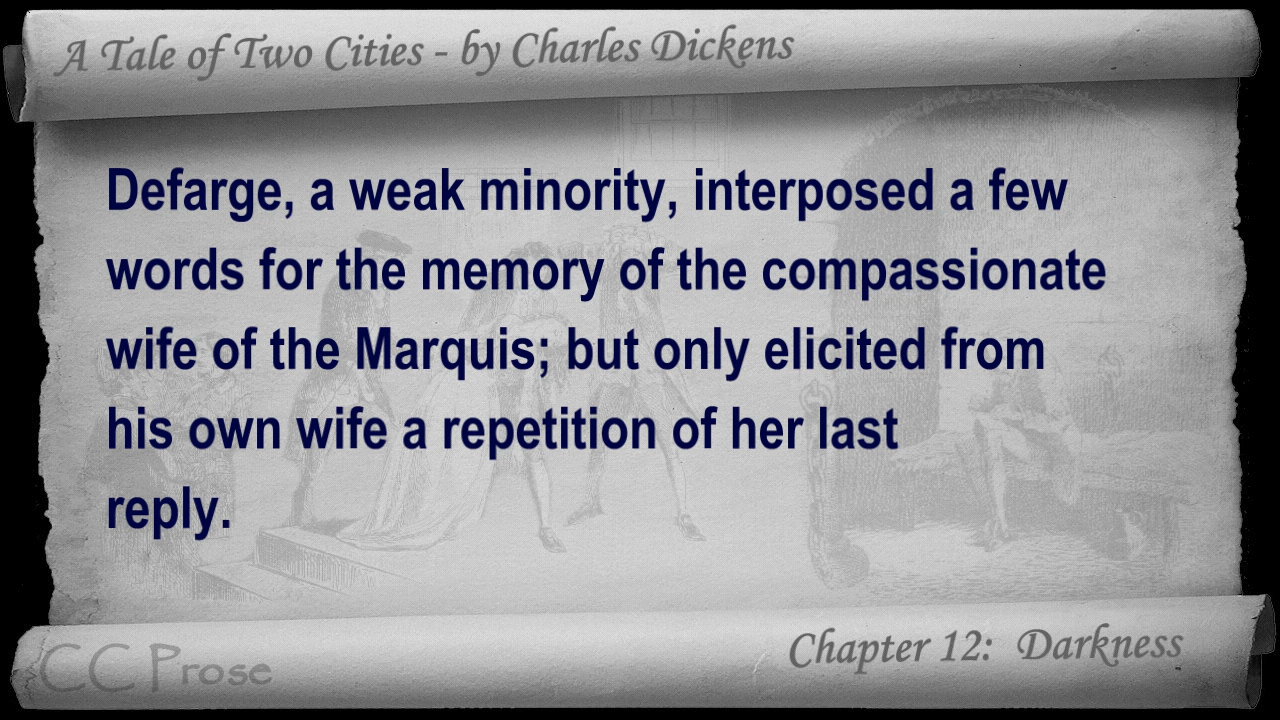 A Tale of Two Cities - by Charles Dickens
Defarge, a weak minority, interposed a few
words for the memory of the compassionate
wife of the Marquis; but only elicited from
his own wife a repetition of her last
reply.
Chapter 12: Darkness
CC Prose